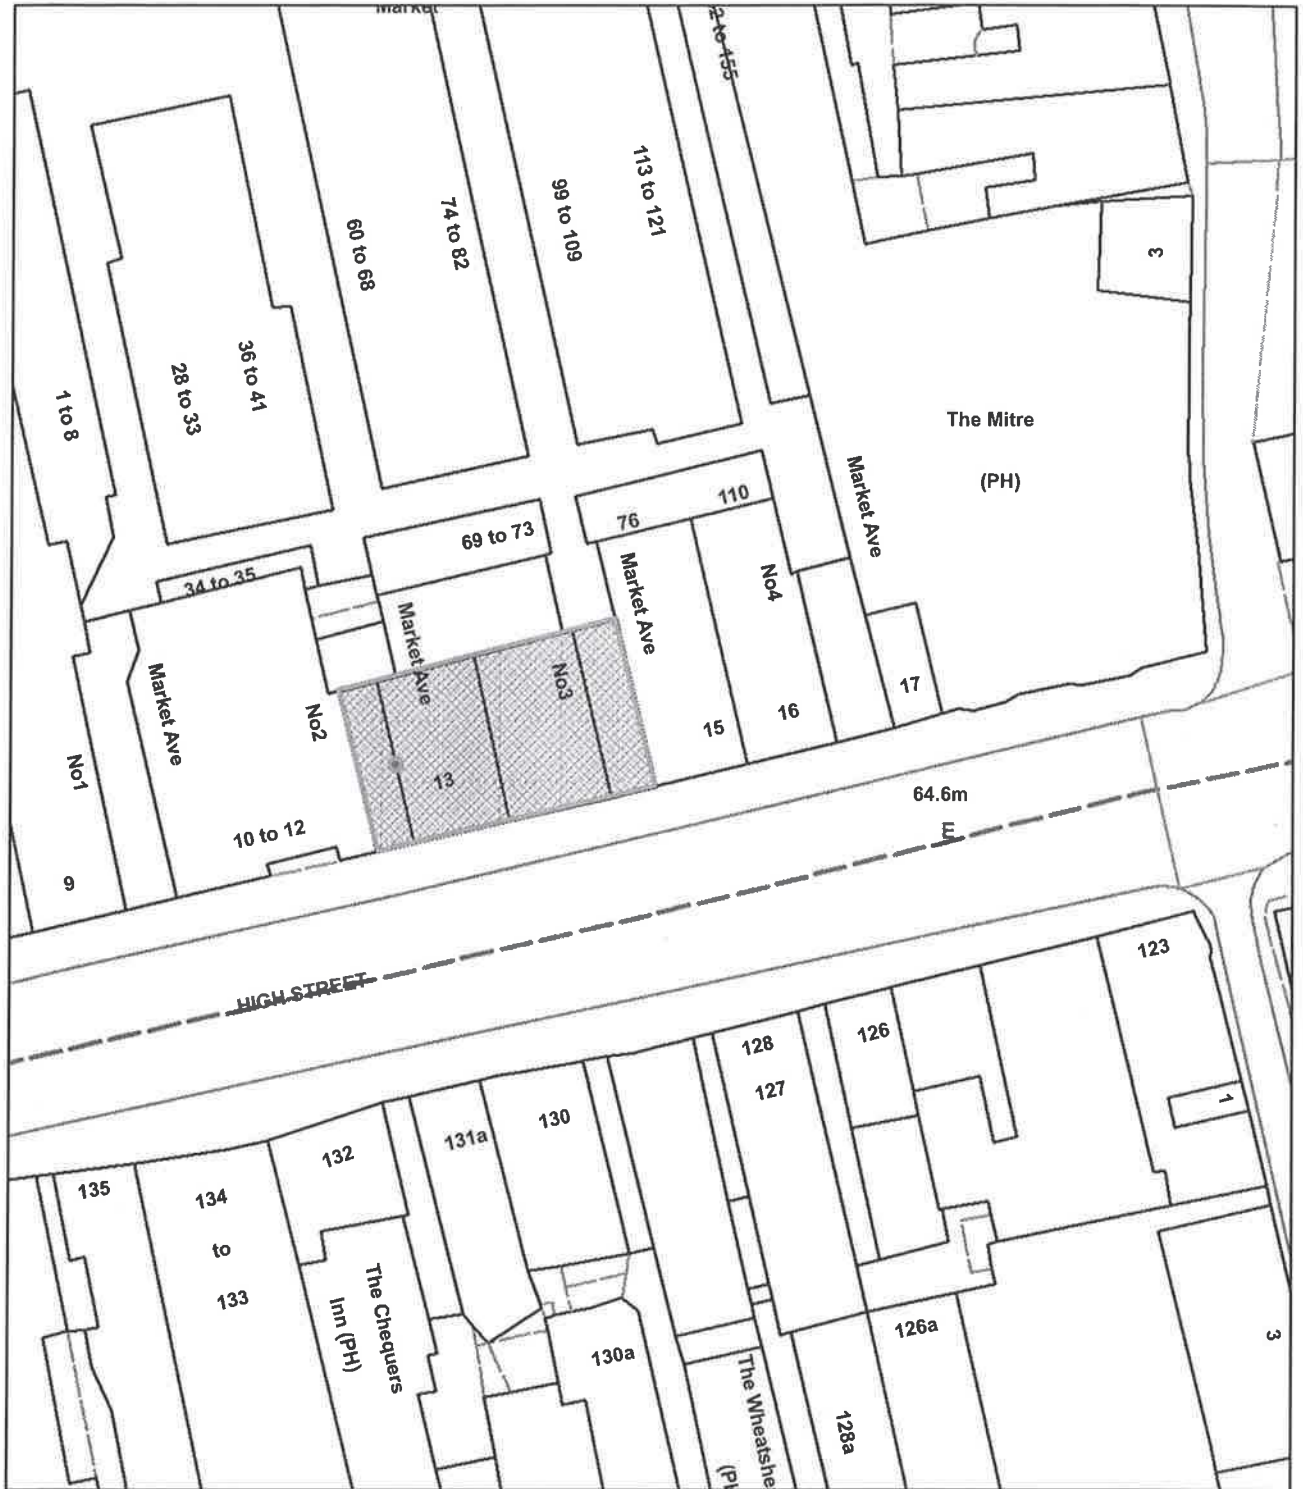 Market
2 to 155
113 to 121
99 to 109
74 to 82
60 to 68
36 to 41
28 to 33
1 to 8
3
The Mitre
(PH)
Market Ave
110
76
69 to 73
34 to 35
Market Ave
No4
Market Ave
No3
Market Ave
No2
No1
17
16
15
13
10 to 12
9
64.6m
E
HIGH STREET
123
126
128
127
1
130
131a
132
135
134
to
133
The Chequers
Inn (PH)
130a
126a
128a
The Wheatshe
(PH
3